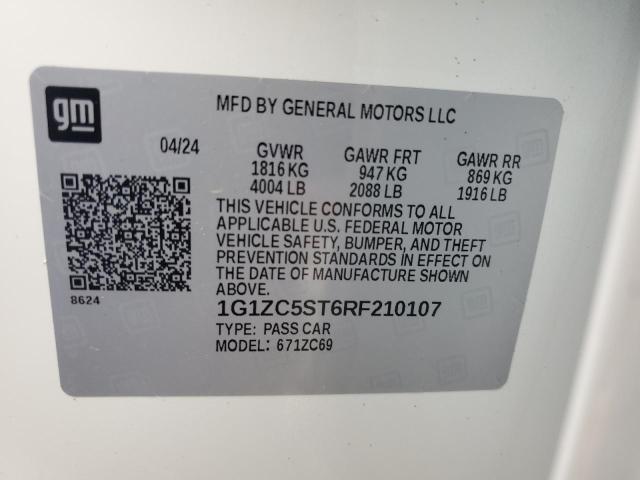 gm
MFD BY GENERAL MOTORS LLC
04/24
GVWR GAWR FRT GAWR RR
1816 KG 947 KG 869 KG
4004 LB 2088 LB 1916 LB
THIS VEHICLE CONFORMS TO ALL
APPLICABLE U.S. FEDERAL MOTOR
VEHICLE SAFETY, BUMPER, AND THEFT
PREVENTION STANDARDS IN EFFECT ON
THE DATE OF MANUFACTURE SHOWN
ABOVE.
8624
1G1ZC5ST6RF210107
TYPE: PASS CAR
MODEL: 671ZC69